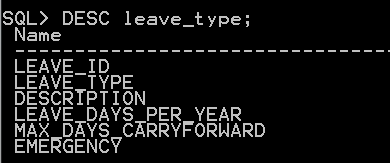 SQL> DESC leave_type;
Name
------------------------------------
LEAVE_ID
LEAVE_TYPE
DESCRIPTION
LEAVE_DAYS_PER_YEAR
MAX_DAYS_CARRYFORWARD
EMERGENCY